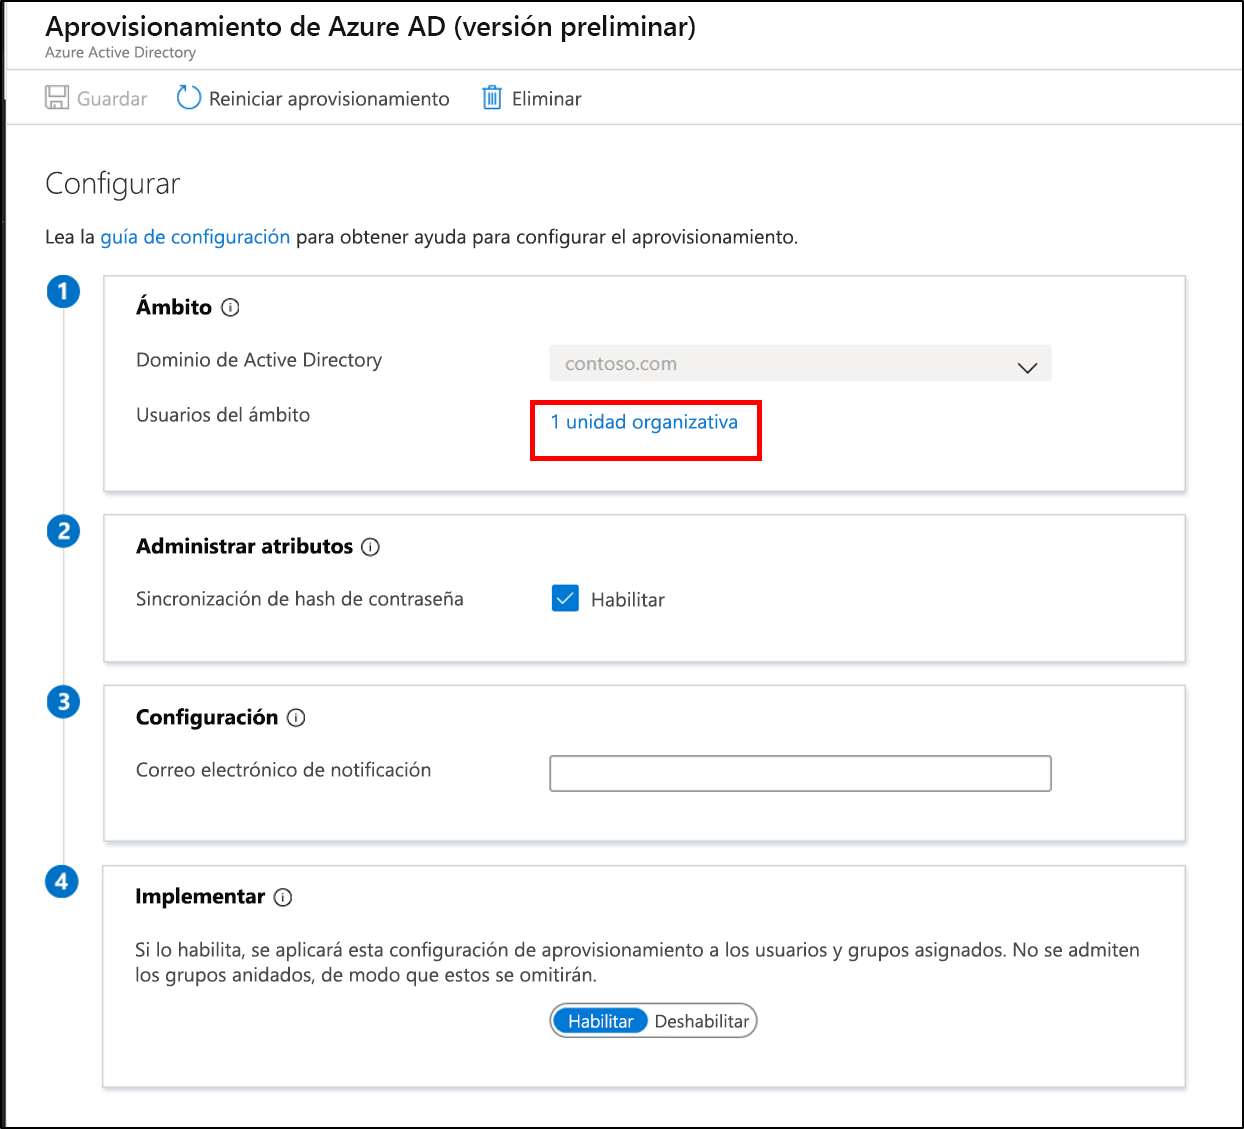 Aprovisionamiento de Azure AD (versión preliminar)
Azure Active Directory
Guardar
Reiniciar aprovisionamiento
Eliminar
Configurar
Lea la guía de configuración para obtener ayuda para configurar el aprovisionamiento.
1
Ámbito
Dominio de Active Directory
contoso.com
Usuarios del ámbito
1 unidad organizativa
2
Administrar atributos
Sincronización de hash de contraseña
Habilitar
3
Configuración
Correo electrónico de notificación
4
Implementar
Si lo habilita, se aplicará esta configuración de aprovisionamiento a los usuarios y grupos asignados. No se admiten
los grupos anidados, de modo que estos se omitirán.
Habilitar
Deshabilitar